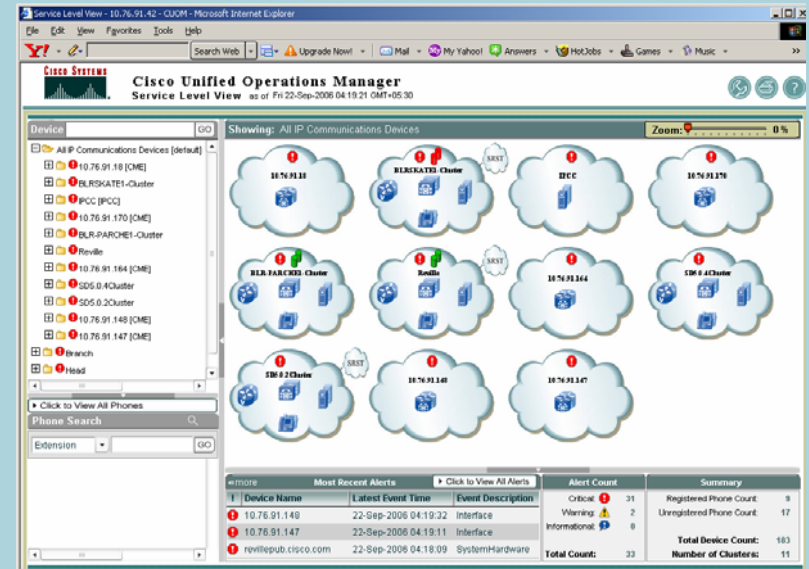 Service Level View - 10.76.91.42 - CUOM - Microsoft Internet Explorer
File Edit View Favorites Tools Help
Y! Search Web Upgrade Now! Mail My Yahoo! Answers HotJobs Games Music »
CISCO SYSTEMS
Cisco Unified Operations Manager
Service Level View as of Fri 22-Sep-2006 04:19:21 GMT+05:30
Device GO
Showing: All IP Communications Devices
Zoom: 0 %
All IP Communications Devices [default]
10.76.91.18 [CME]
BLRSKATE1-Cluster
IPCC [IPCC]
10.76.91.170 [CME]
BLR-PARCHE1-Cluster
Reville
10.76.91.164 [CME]
SD5.0.4Cluster
SD5.0.2Cluster
10.76.91.148 [CME]
10.76.91.147 [CME]
Branch
Head
Click to View All Phones
Phone Search
Extension GO
10.76.91.18
BLRSKATE1-Cluster
SRST
IPCC
10.76.91.170
BLR-PARCHE1-Cluster
Reville
SRST
10.76.91.164
SD5.0.4Cluster
SD5.0.2Cluster
SRST
10.76.91.148
10.76.91.147
«more Most Recent Alerts Click to View All Alerts
! Device Name Latest Event Time Event Description
10.76.91.148 22-Sep-2006 04:19:32 Interface
10.76.91.147 22-Sep-2006 04:19:11 Interface
revillepub.cisco.com 22-Sep-2006 04:18:09 SystemHardware
Alert Count
Critical: 31
Warning: 2
Informational: 0
Total Count: 33
Summary
Registered Phone Count: 9
Unregistered Phone Count: 17
Total Device Count: 103
Number of Clusters: 11